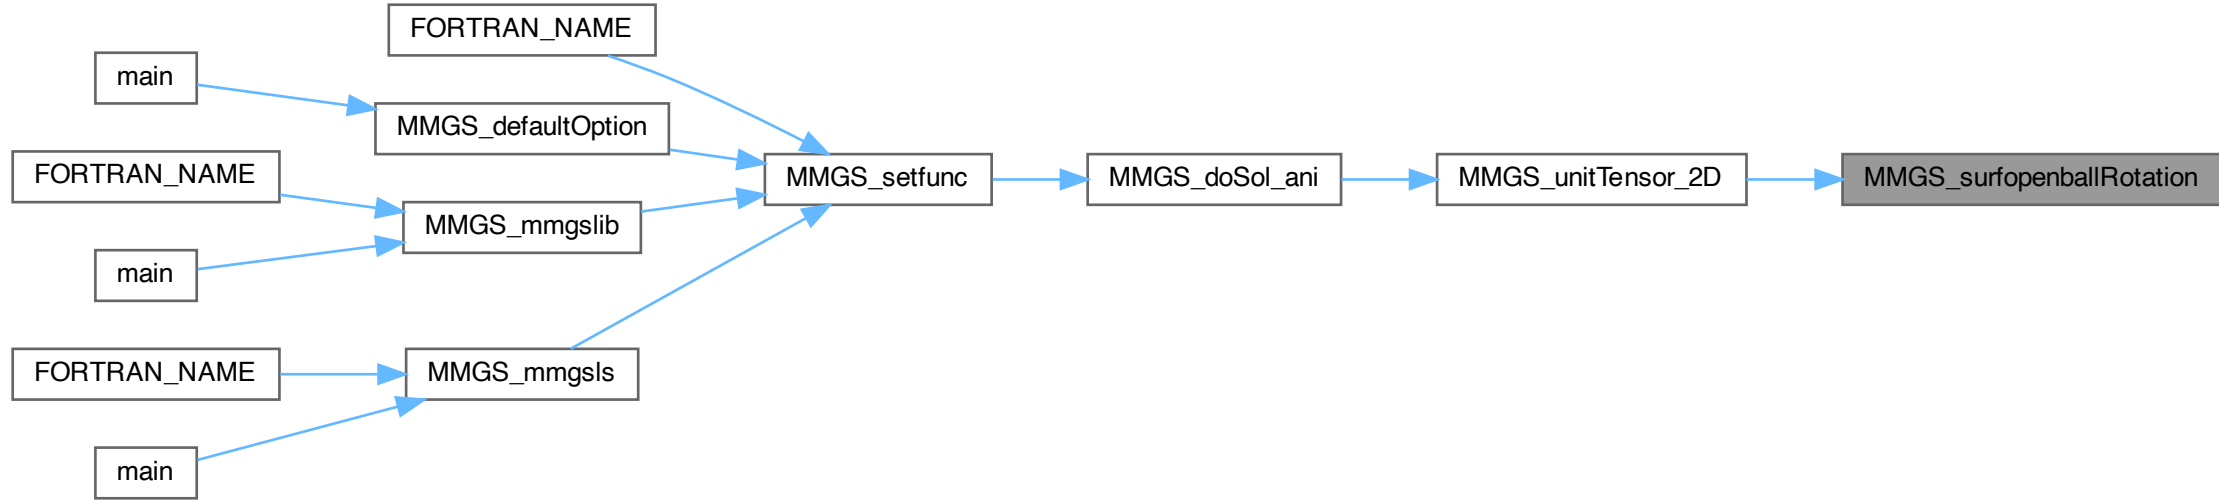 FORTRAN_NAME
main
MMGS_defaultOption
FORTRAN_NAME
MMGS_setfunc
MMGS_doSol_ani
MMGS_unitTensor_2D
MMGS_surfopenballRotation
MMGS_mmgslib
main
FORTRAN_NAME
MMGS_mmgsls
main